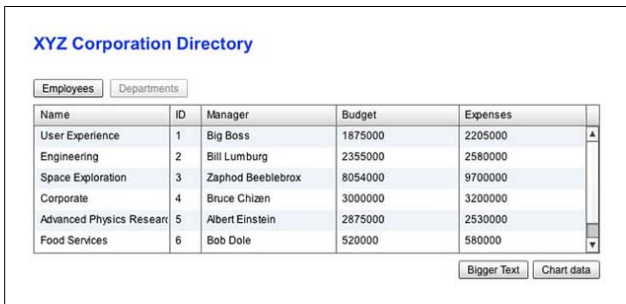 XYZ Corporation Directory
Employees Departments
Name ID Manager Budget Expenses
User Experience 1 Big Boss 1875000 2205000
Engineering 2 Bill Lumburg 2355000 2580000
Space Exploration 3 Zaphod Beeblebrox 8054000 9700000
Corporate 4 Bruce Chizen 3000000 3200000
Advanced Physics Researc 5 Albert Einstein 2875000 2530000
Food Services 6 Bob Dole 520000 580000
Bigger Text Chart data